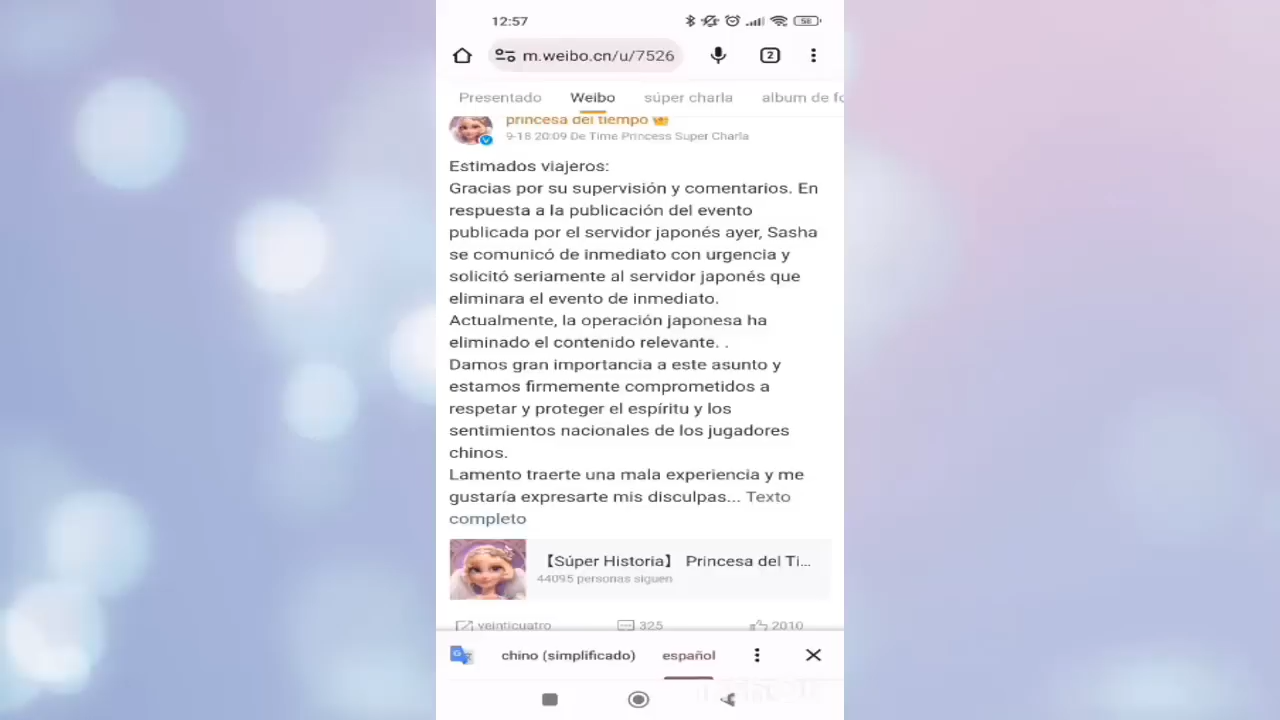 12:57
58
m.weibo.cn/u/7526
2
Presentado Weibo súper charla album de fo
princesa del tiempo
9-18 20:09 De Time Princess Super Charla
Estimados viajeros:
Gracias por su supervisión y comentarios. En
respuesta a la publicación del evento
publicada por el servidor japonés ayer, Sasha
se comunicó de inmediato con urgencia y
solicitó seriamente al servidor japonés que
eliminara el evento de inmediato.
Actualmente, la operación japonesa ha
eliminado el contenido relevante. .
Damos gran importancia a este asunto y
estamos firmemente comprometidos a
respetar y proteger el espíritu y los
sentimientos nacionales de los jugadores
chinos.
Lamento traerte una mala experiencia y me
gustaría expresarte mis disculpas... Texto
completo
【Súper Historia】 Princesa del Ti...
44095 personas siguen
veinticuatro 325 2010
chino (simplificado) español